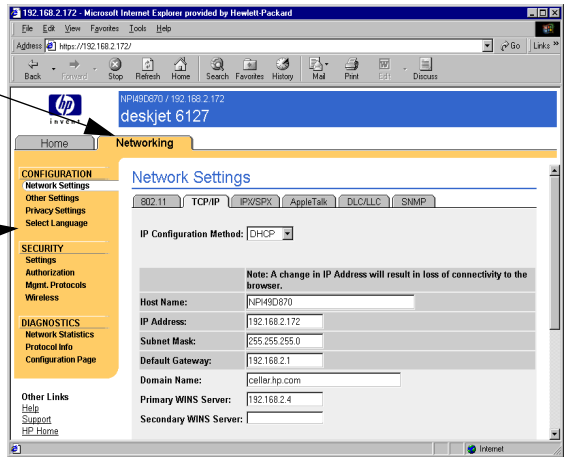 192.168.2.172 - Microsoft Internet Explorer provided by Hewlett-Packard
File Edit View Favorites Tools Help
Address https://192.168.2.172/ Go Links »
Back Forward Stop Refresh Home Search Favorites History Mail Print Edit Discuss
hp
invent
NPI49D870 / 192.168.2.172
deskjet 6127
Home Networking
CONFIGURATION
Network Settings
Other Settings
Privacy Settings
Select Language
SECURITY
Settings
Authorization
Mgmt. Protocols
Wireless
DIAGNOSTICS
Network Statistics
Protocol Info
Configuration Page
Other Links
Help
Support
HP Home
Network Settings
802.11 TCP/IP IPX/SPX AppleTalk DLC/LLC SNMP
IP Configuration Method: DHCP
Note: A change in IP Address will result in loss of connectivity to the
browser.
Host Name: NPI49D870
IP Address: 192.168.2.172
Subnet Mask: 255.255.255.0
Default Gateway: 192.168.2.1
Domain Name: cellar.hp.com
Primary WINS Server: 192.168.2.4
Secondary WINS Server:
Internet